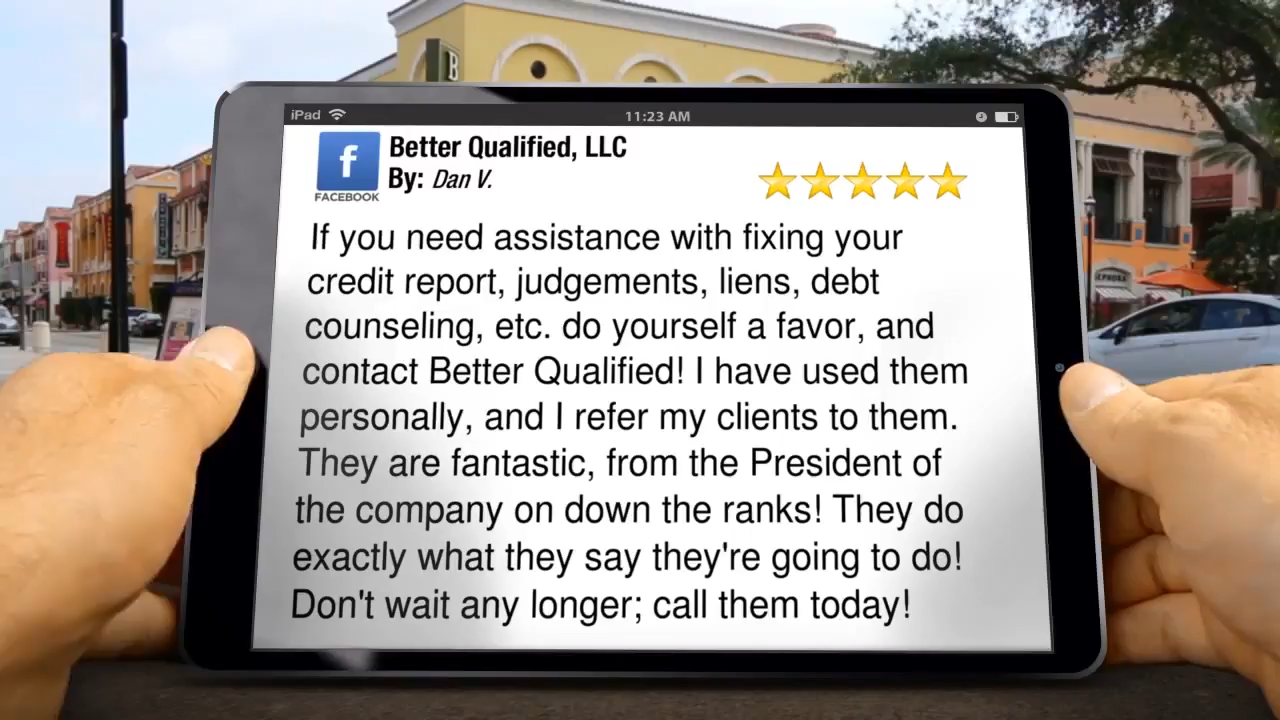 B
iPad 11:23 AM
f
FACEBOOK
Better Qualified, LLC
By: Dan V.
If you need assistance with fixing your
credit report, judgements, liens, debt
counseling, etc. do yourself a favor, and
contact Better Qualified! I have used them
personally, and I refer my clients to them.
They are fantastic, from the President of
the company on down the ranks! They do
exactly what they say they're going to do!
Don't wait any longer; call them today!
SEPHORA